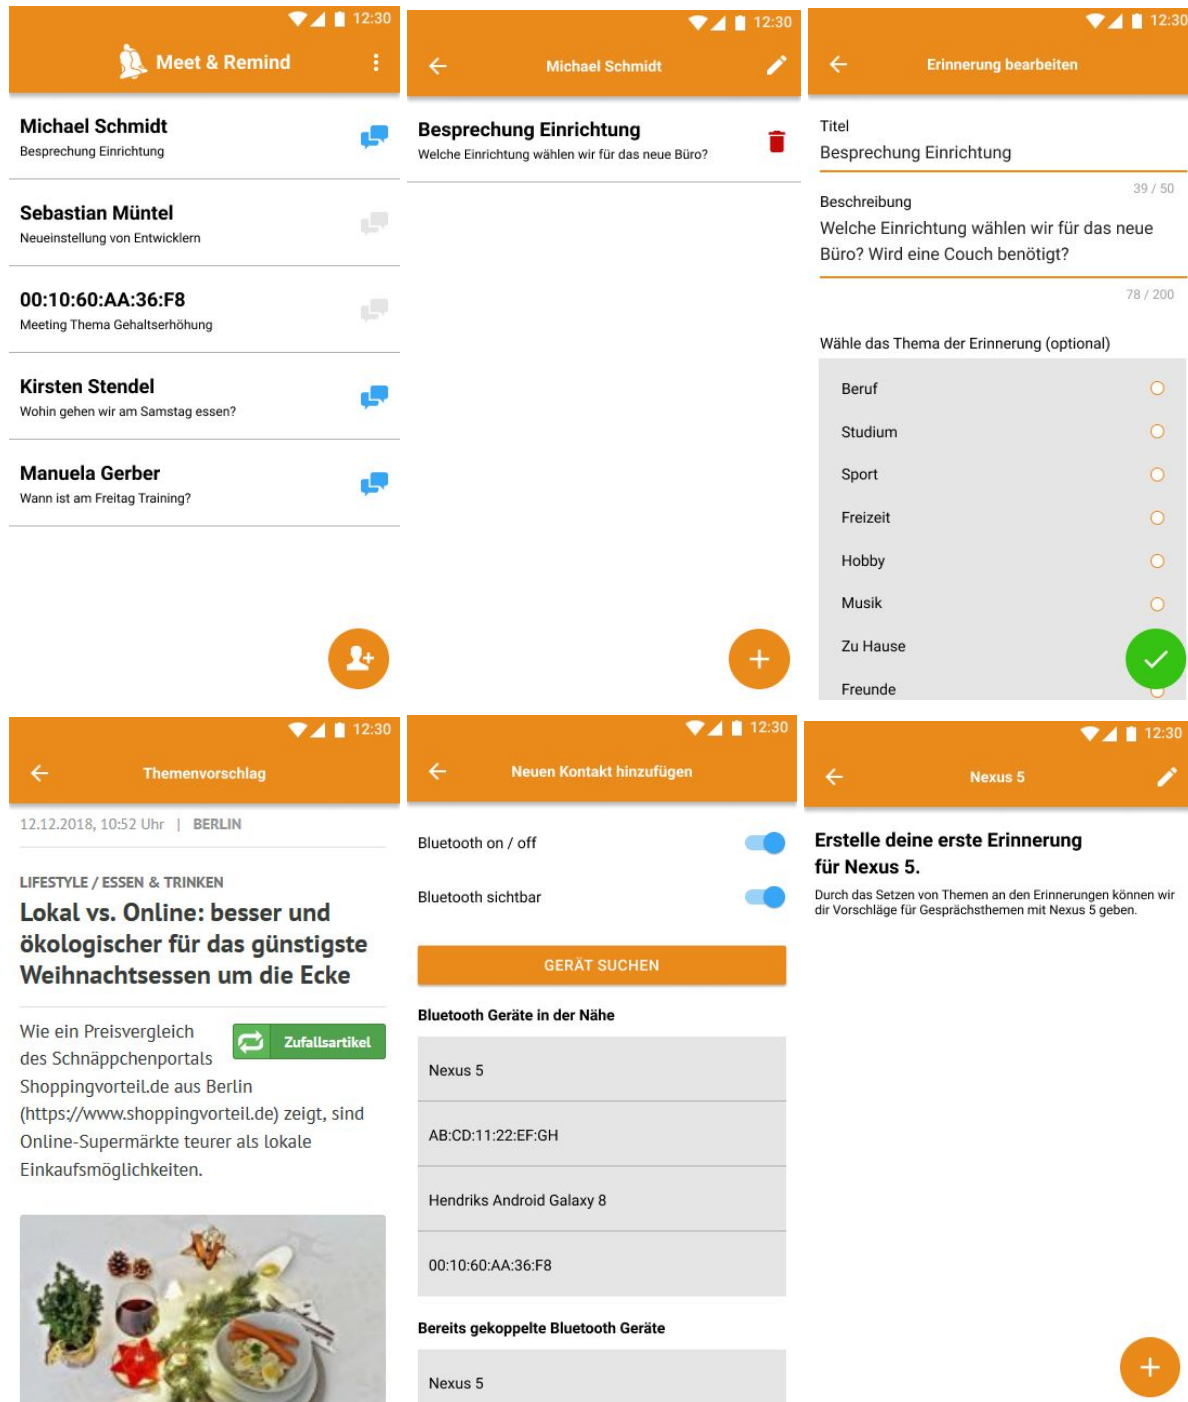 12:30
Meet & Remind
Michael Schmidt
Besprechung Einrichtung
Sebastian Müntel
Neueinstellung von Entwicklern
00:10:60:AA:36:F8
Meeting Thema Gehaltserhöhung
Kirsten Stendel
Wohin gehen wir am Samstag essen?
Manuela Gerber
Wann ist am Freitag Training?
12:30
Michael Schmidt
Besprechung Einrichtung
Welche Einrichtung wählen wir für das neue Büro?
12:30
Erinnerung bearbeiten
Titel
Besprechung Einrichtung
39 / 50
Beschreibung
Welche Einrichtung wählen wir für das neue
Büro? Wird eine Couch benötigt?
78 / 200
Wähle das Thema der Erinnerung (optional)
Beruf
Studium
Sport
Freizeit
Hobby
Musik
Zu Hause
Freunde
12:30
Themenvorschlag
12.12.2018, 10:52 Uhr | BERLIN
LIFESTYLE / ESSEN & TRINKEN
Lokal vs. Online: besser und
ökologischer für das günstigste
Weihnachtsessen um die Ecke
Wie ein Preisvergleich
des Schnäppchenportals
Zufallsartikel
Shoppingvorteil.de aus Berlin
(https://www.shoppingvorteil.de) zeigt, sind
Online-Supermärkte teurer als lokale
Einkaufsmöglichkeiten.
12:30
Neuen Kontakt hinzufügen
Bluetooth on / off
Bluetooth sichtbar
GERÄT SUCHEN
Bluetooth Geräte in der Nähe
Nexus 5
AB:CD:11:22:EF:GH
Hendriks Android Galaxy 8
00:10:60:AA:36:F8
Bereits gekoppelte Bluetooth Geräte
Nexus 5
12:30
Nexus 5
Erstelle deine erste Erinnerung
für Nexus 5.
Durch das Setzen von Themen an den Erinnerungen können wir
dir Vorschläge für Gesprächsthemen mit Nexus 5 geben.